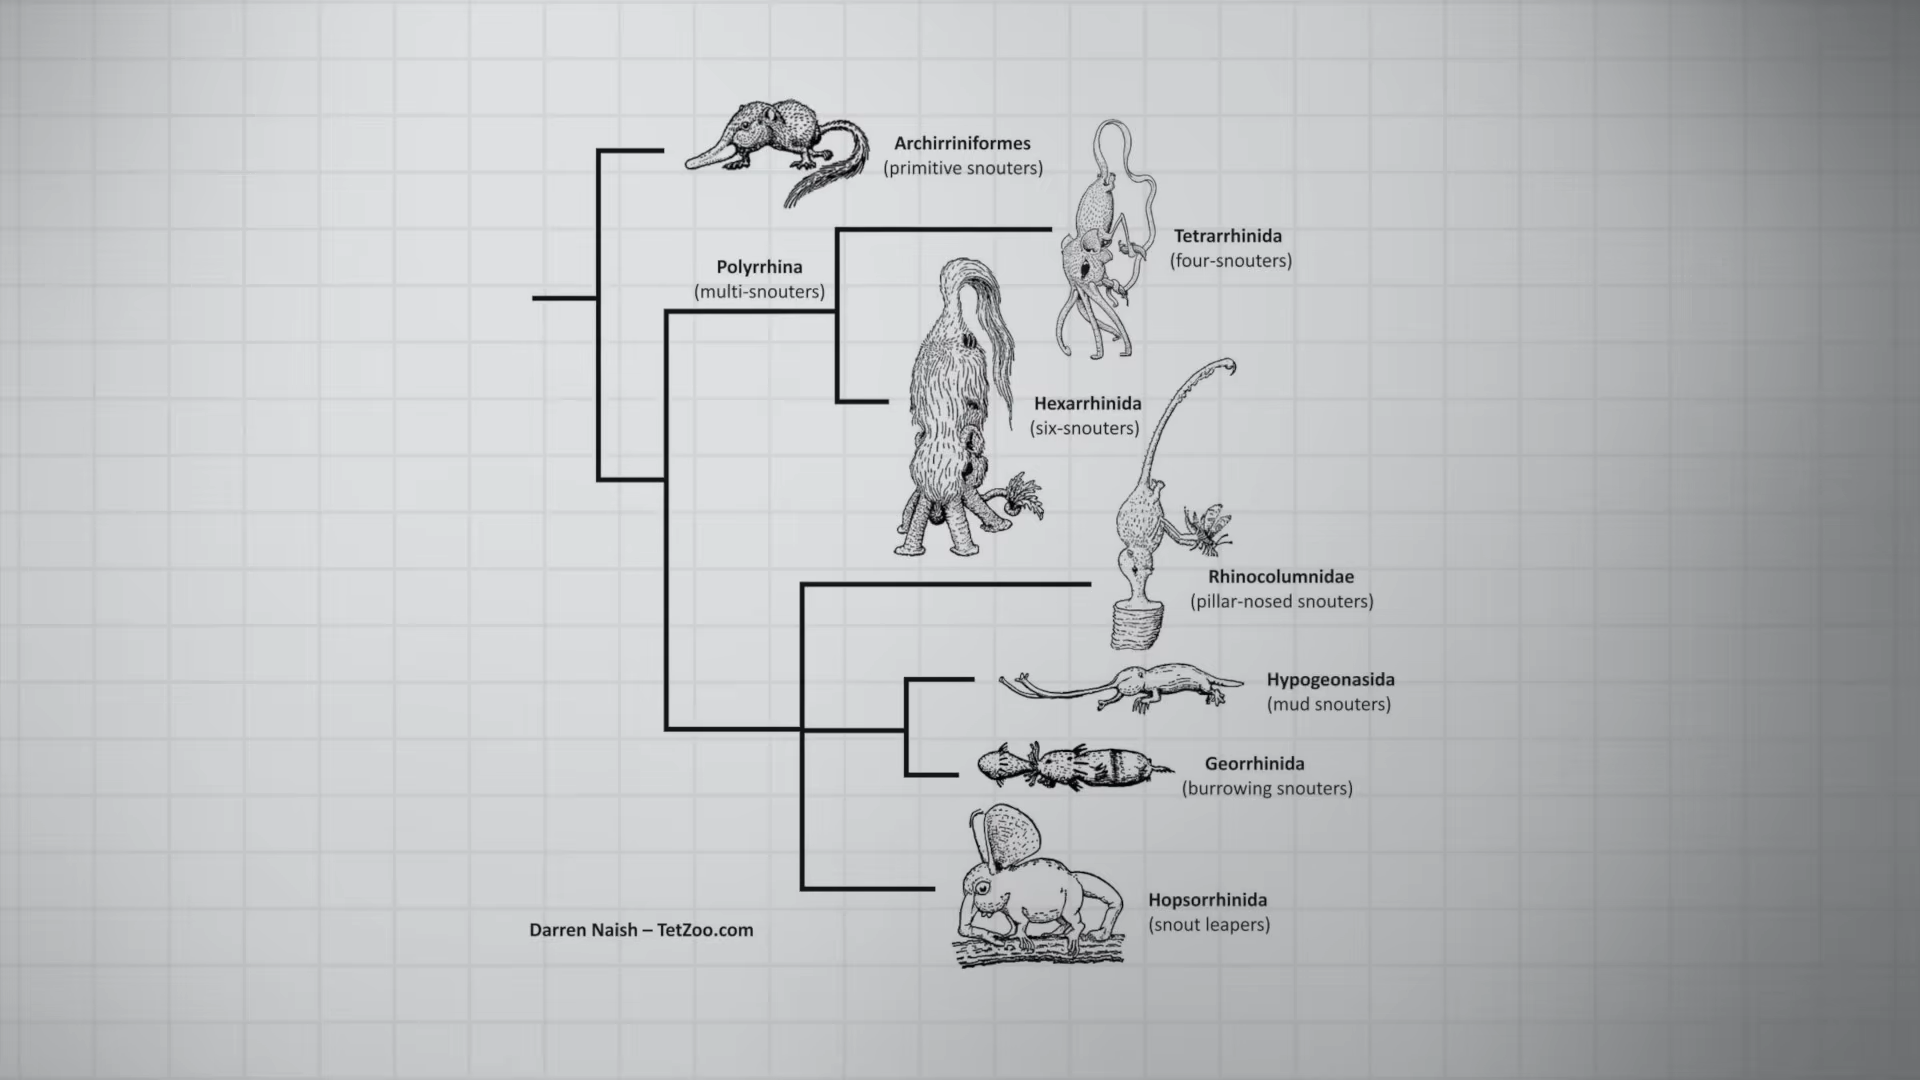 Archirriniformes
(primitive snouters)
Tetrarrhinida
(four-snouters)
Polyrrhina
(multi-snouters)
Hexarrhinida
(six-snouters)
Rhinocolumnidae
(pillar-nosed snouters)
Hypogeonasida
(mud snouters)
Georrhinida
(burrowing snouters)
Hopsorrhinida
(snout leapers)
Darren Naish – TetZoo.com